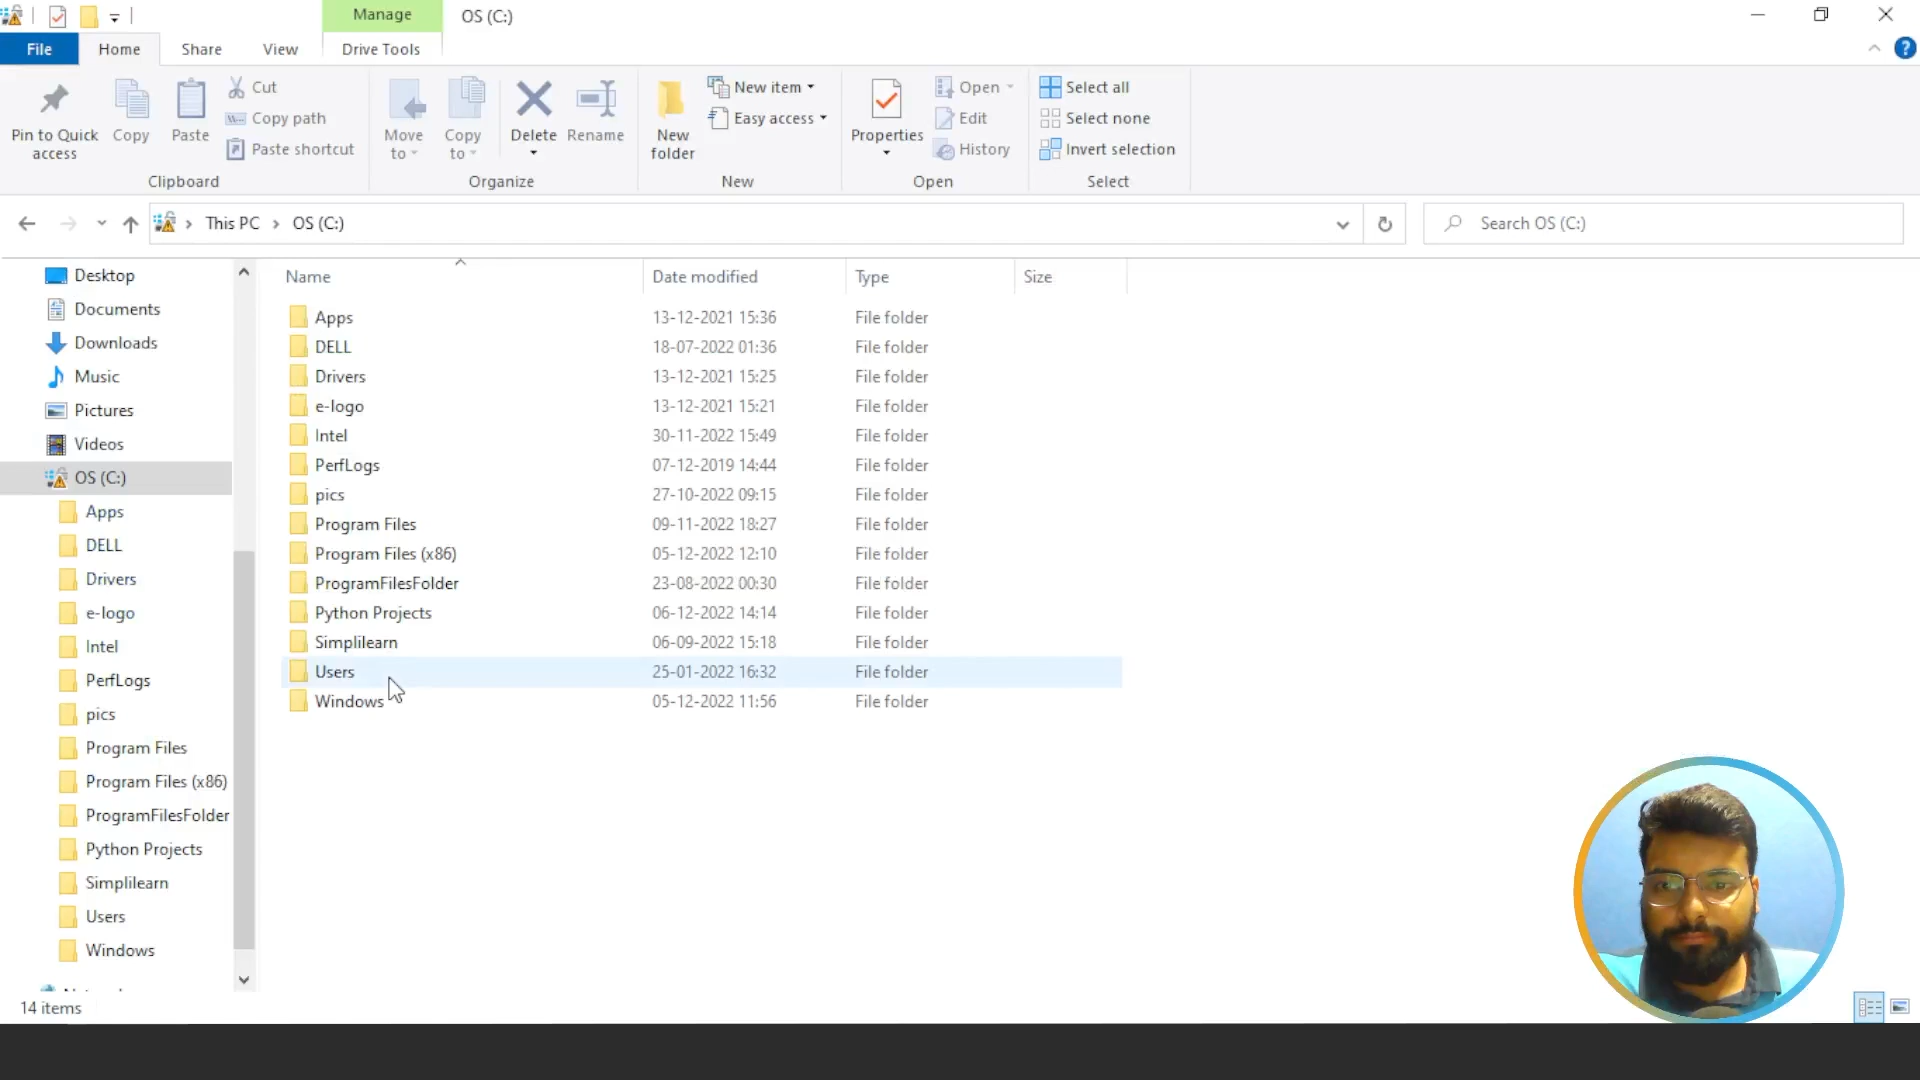 Manage OS (C:)
File Home Share View Drive Tools
Pin to Quick access
Copy
Paste
Cut
Copy path
Paste shortcut
Clipboard
Move to
Copy to
Delete
Rename
Organize
New folder
New item
Easy access
New
Properties
Open
Edit
History
Open
Select all
Select none
Invert selection
Select
This PC > OS (C:)
Search OS (C:)
Desktop
Documents
Downloads
Music
Pictures
Videos
OS (C:)
Apps
DELL
Drivers
e-logo
Intel
PerfLogs
pics
Program Files
Program Files (x86)
ProgramFilesFolder
Python Projects
Simplilearn
Users
Windows
Name Date modified Type Size
Apps 13-12-2021 15:36 File folder
DELL 18-07-2022 01:36 File folder
Drivers 13-12-2021 15:25 File folder
e-logo 13-12-2021 15:21 File folder
Intel 30-11-2022 15:49 File folder
PerfLogs 07-12-2019 14:44 File folder
pics 27-10-2022 09:15 File folder
Program Files 09-11-2022 18:27 File folder
Program Files (x86) 05-12-2022 12:10 File folder
ProgramFilesFolder 23-08-2022 00:30 File folder
Python Projects 06-12-2022 14:14 File folder
Simplilearn 06-09-2022 15:18 File folder
Users 25-01-2022 16:32 File folder
Windows 05-12-2022 11:56 File folder
14 items